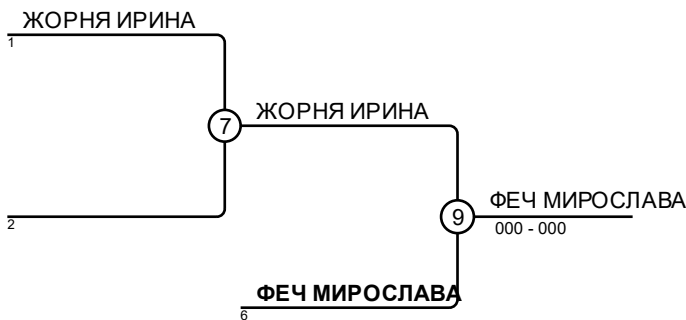 ЖОРНЯ ИРИНА
1
7
ЖОРНЯ ИРИНА
2
9
ФЕЧ МИРОСЛАВА
000 - 000
ФЕЧ МИРОСЛАВА
6